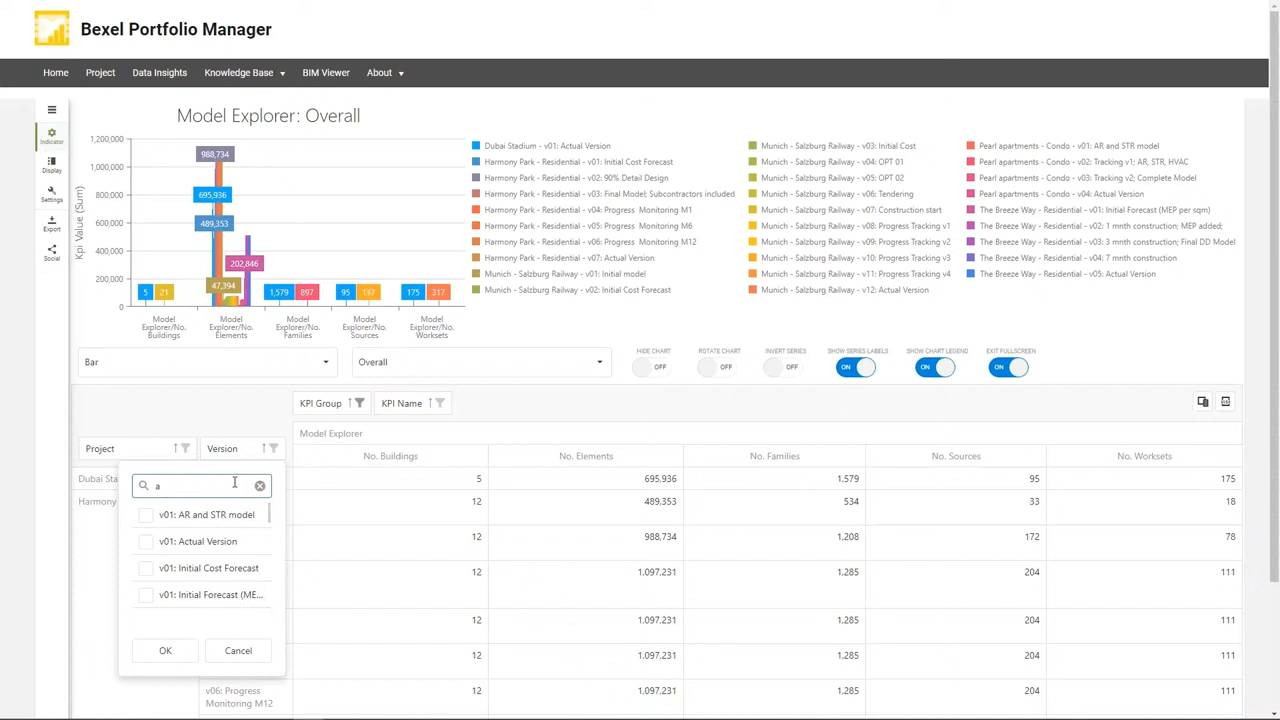 Bexel Portfolio Manager
Home Project Data Insights Knowledge Base BIM Viewer About
Indicator
Display
Settings
Export
Social
Model Explorer: Overall
Kpi Value (Sum)
1,200,000
1,000,000
800,000
600,000
400,000
200,000
0
988,734
695,936
489,353
202,846
47,394
5 21
1,579 897
95 137
175 317
Model Explorer/No. Buildings
Model Explorer/No. Elements
Model Explorer/No. Families
Model Explorer/No. Sources
Model Explorer/No. Worksets
Dubai Stadium - v01: Actual Version
Harmony Park - Residential - v01: Initial Cost Forecast
Harmony Park - Residential - v02: 90% Detail Design
Harmony Park - Residential - v03: Final Model; Subcontractors included
Harmony Park - Residential - v04: Progress Monitoring M1
Harmony Park - Residential - v05: Progress Monitoring M6
Harmony Park - Residential - v06: Progress Monitoring M12
Harmony Park - Residential - v07: Actual Version
Munich - Salzburg Railway - v01: Initial model
Munich - Salzburg Railway - v02: Initial Cost Forecast
Munich - Salzburg Railway - v03: Initial Cost
Munich - Salzburg Railway - v04: OPT 01
Munich - Salzburg Railway - v05: OPT 02
Munich - Salzburg Railway - v06: Tendering
Munich - Salzburg Railway - v07: Construction start
Munich - Salzburg Railway - v08: Progress Tracking v1
Munich - Salzburg Railway - v09: Progress Tracking v2
Munich - Salzburg Railway - v10: Progress Tracking v3
Munich - Salzburg Railway - v11: Progress Tracking v4
Munich - Salzburg Railway - v12: Actual Version
Pearl apartments - Condo - v01: AR and STR model
Pearl apartments - Condo - v02: Tracking v1; AR, STR, HVAC
Pearl apartments - Condo - v03: Tracking v2; Complete Model
Pearl apartments - Condo - v04: Actual Version
The Breeze Way - Residential - v01: Initial Forecast (MEP per sqm)
The Breeze Way - Residential - v02: 1 mnth construction; MEP added;
The Breeze Way - Residential - v03: 3 mnth construction; Final DD Model
The Breeze Way - Residential - v04: 7 mnth construction
The Breeze Way - Residential - v05: Actual Version
Bar
Overall
HIDE CHART ROTATE CHART INVERT SERIES SHOW SERIES LABELS SHOW CHART LEGEND EXIT FULLSCREEN
OFF OFF OFF ON ON ON
KPI Group KPI Name
Model Explorer
Project Version
No. Buildings No. Elements No. Families No. Sources No. Worksets
Dubai Sta 5 695,936 1,579 95 175
Harmony 12 489,353 534 33 18
12 988,734 1,208 172 78
12 1,097,231 1,285 204 111
12 1,097,231 1,285 204 111
12 1,097,231 1,285 204 111
v06: Progress
Monitoring M12
12 1,097,231 1,285 204 111
a
v01: AR and STR model
v01: Actual Version
v01: Initial Cost Forecast
v01: Initial Forecast (ME...
OK Cancel